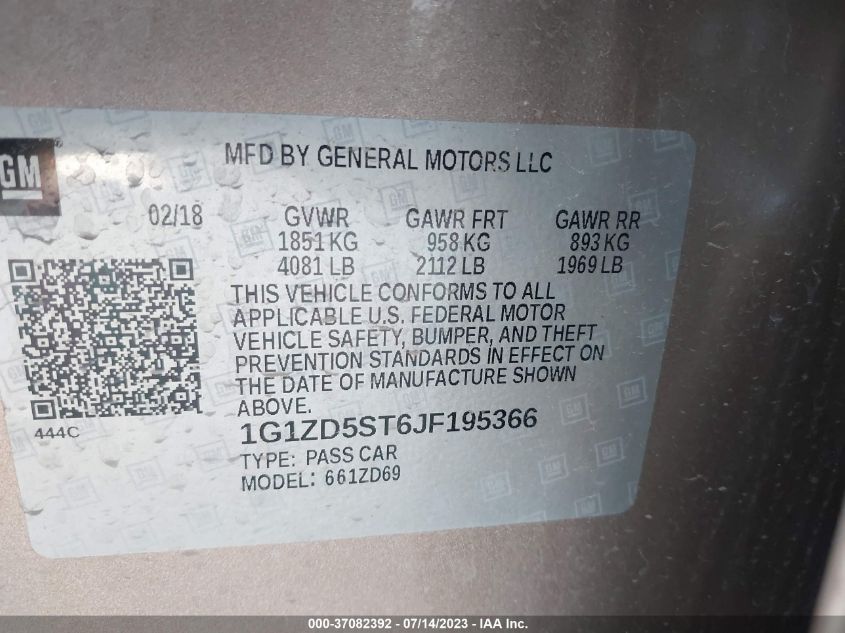 GM
MFD BY GENERAL MOTORS LLC
02/18 GVWR GAWR FRT GAWR RR
1851 KG 958 KG 893 KG
4081 LB 2112 LB 1969 LB
THIS VEHICLE CONFORMS TO ALL
APPLICABLE U.S. FEDERAL MOTOR
VEHICLE SAFETY, BUMPER, AND THEFT
PREVENTION STANDARDS IN EFFECT ON
THE DATE OF MANUFACTURE SHOWN
ABOVE.
444C
1G1ZD5ST6JF195366
TYPE: PASS CAR
MODEL: 661ZD69
000-37082392 - 07/14/2023 - IAA Inc.